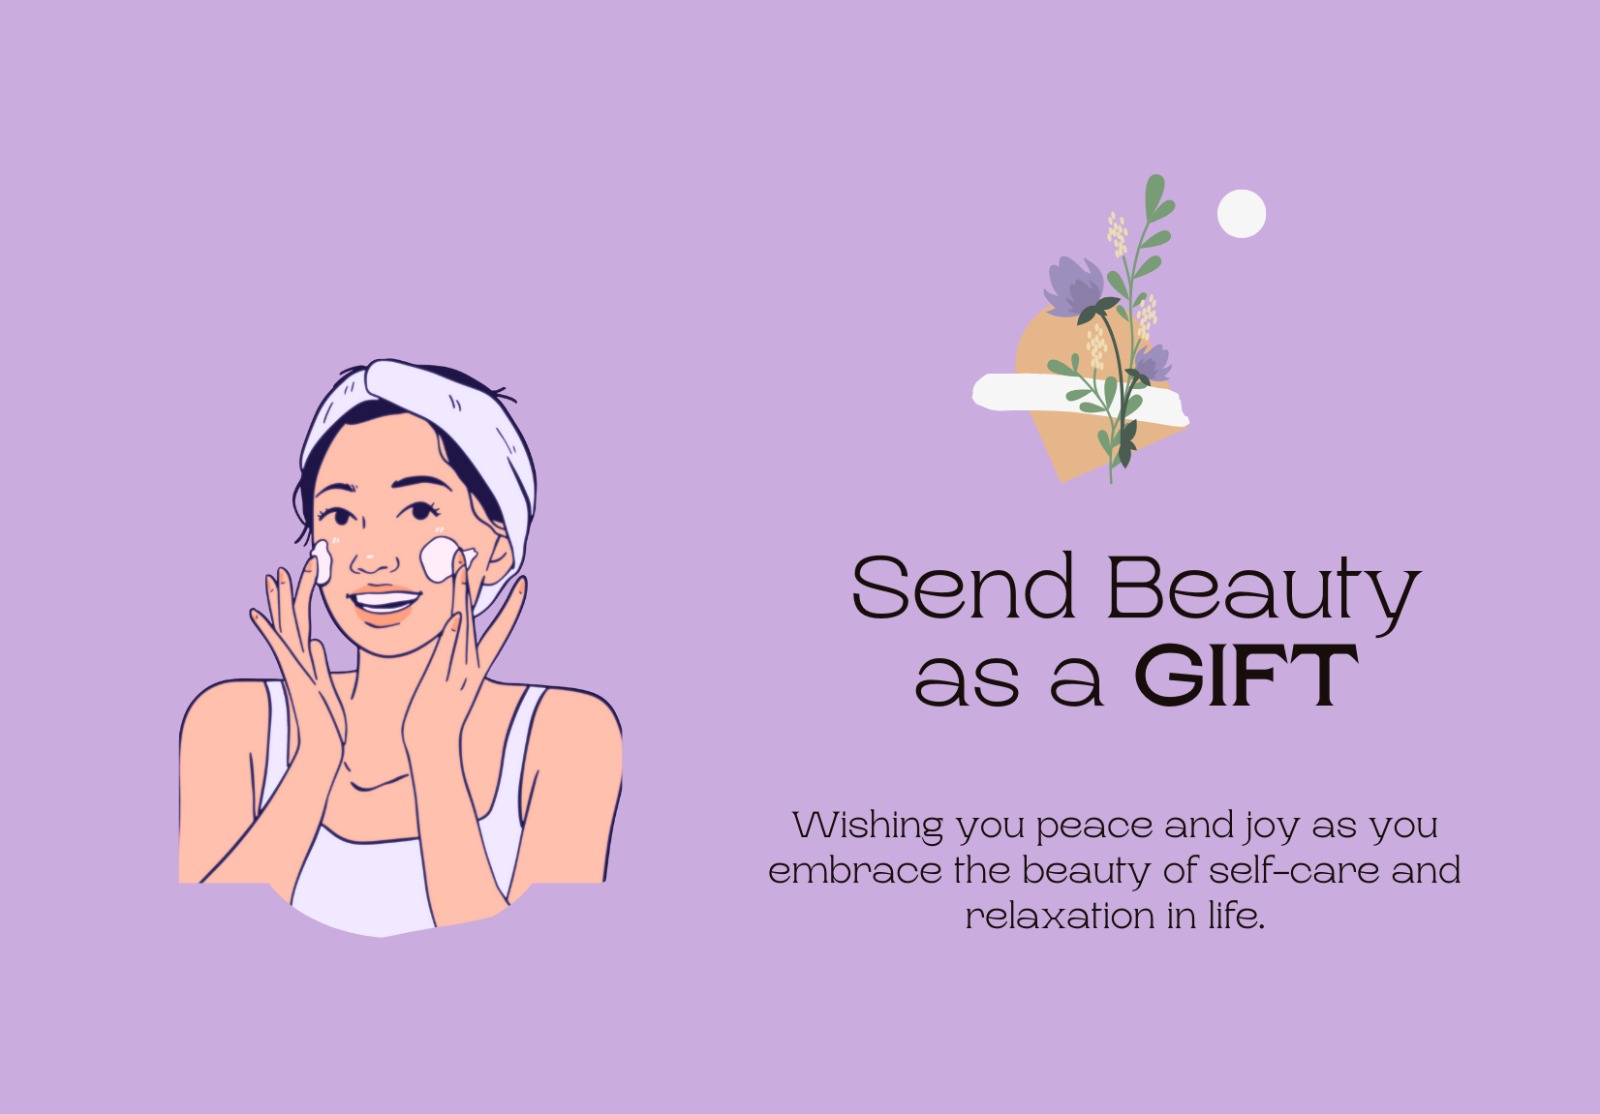 Send Beauty
as a GIFT
Wishing you peace and joy as you
embrace the beauty of self-care and
relaxation in life.